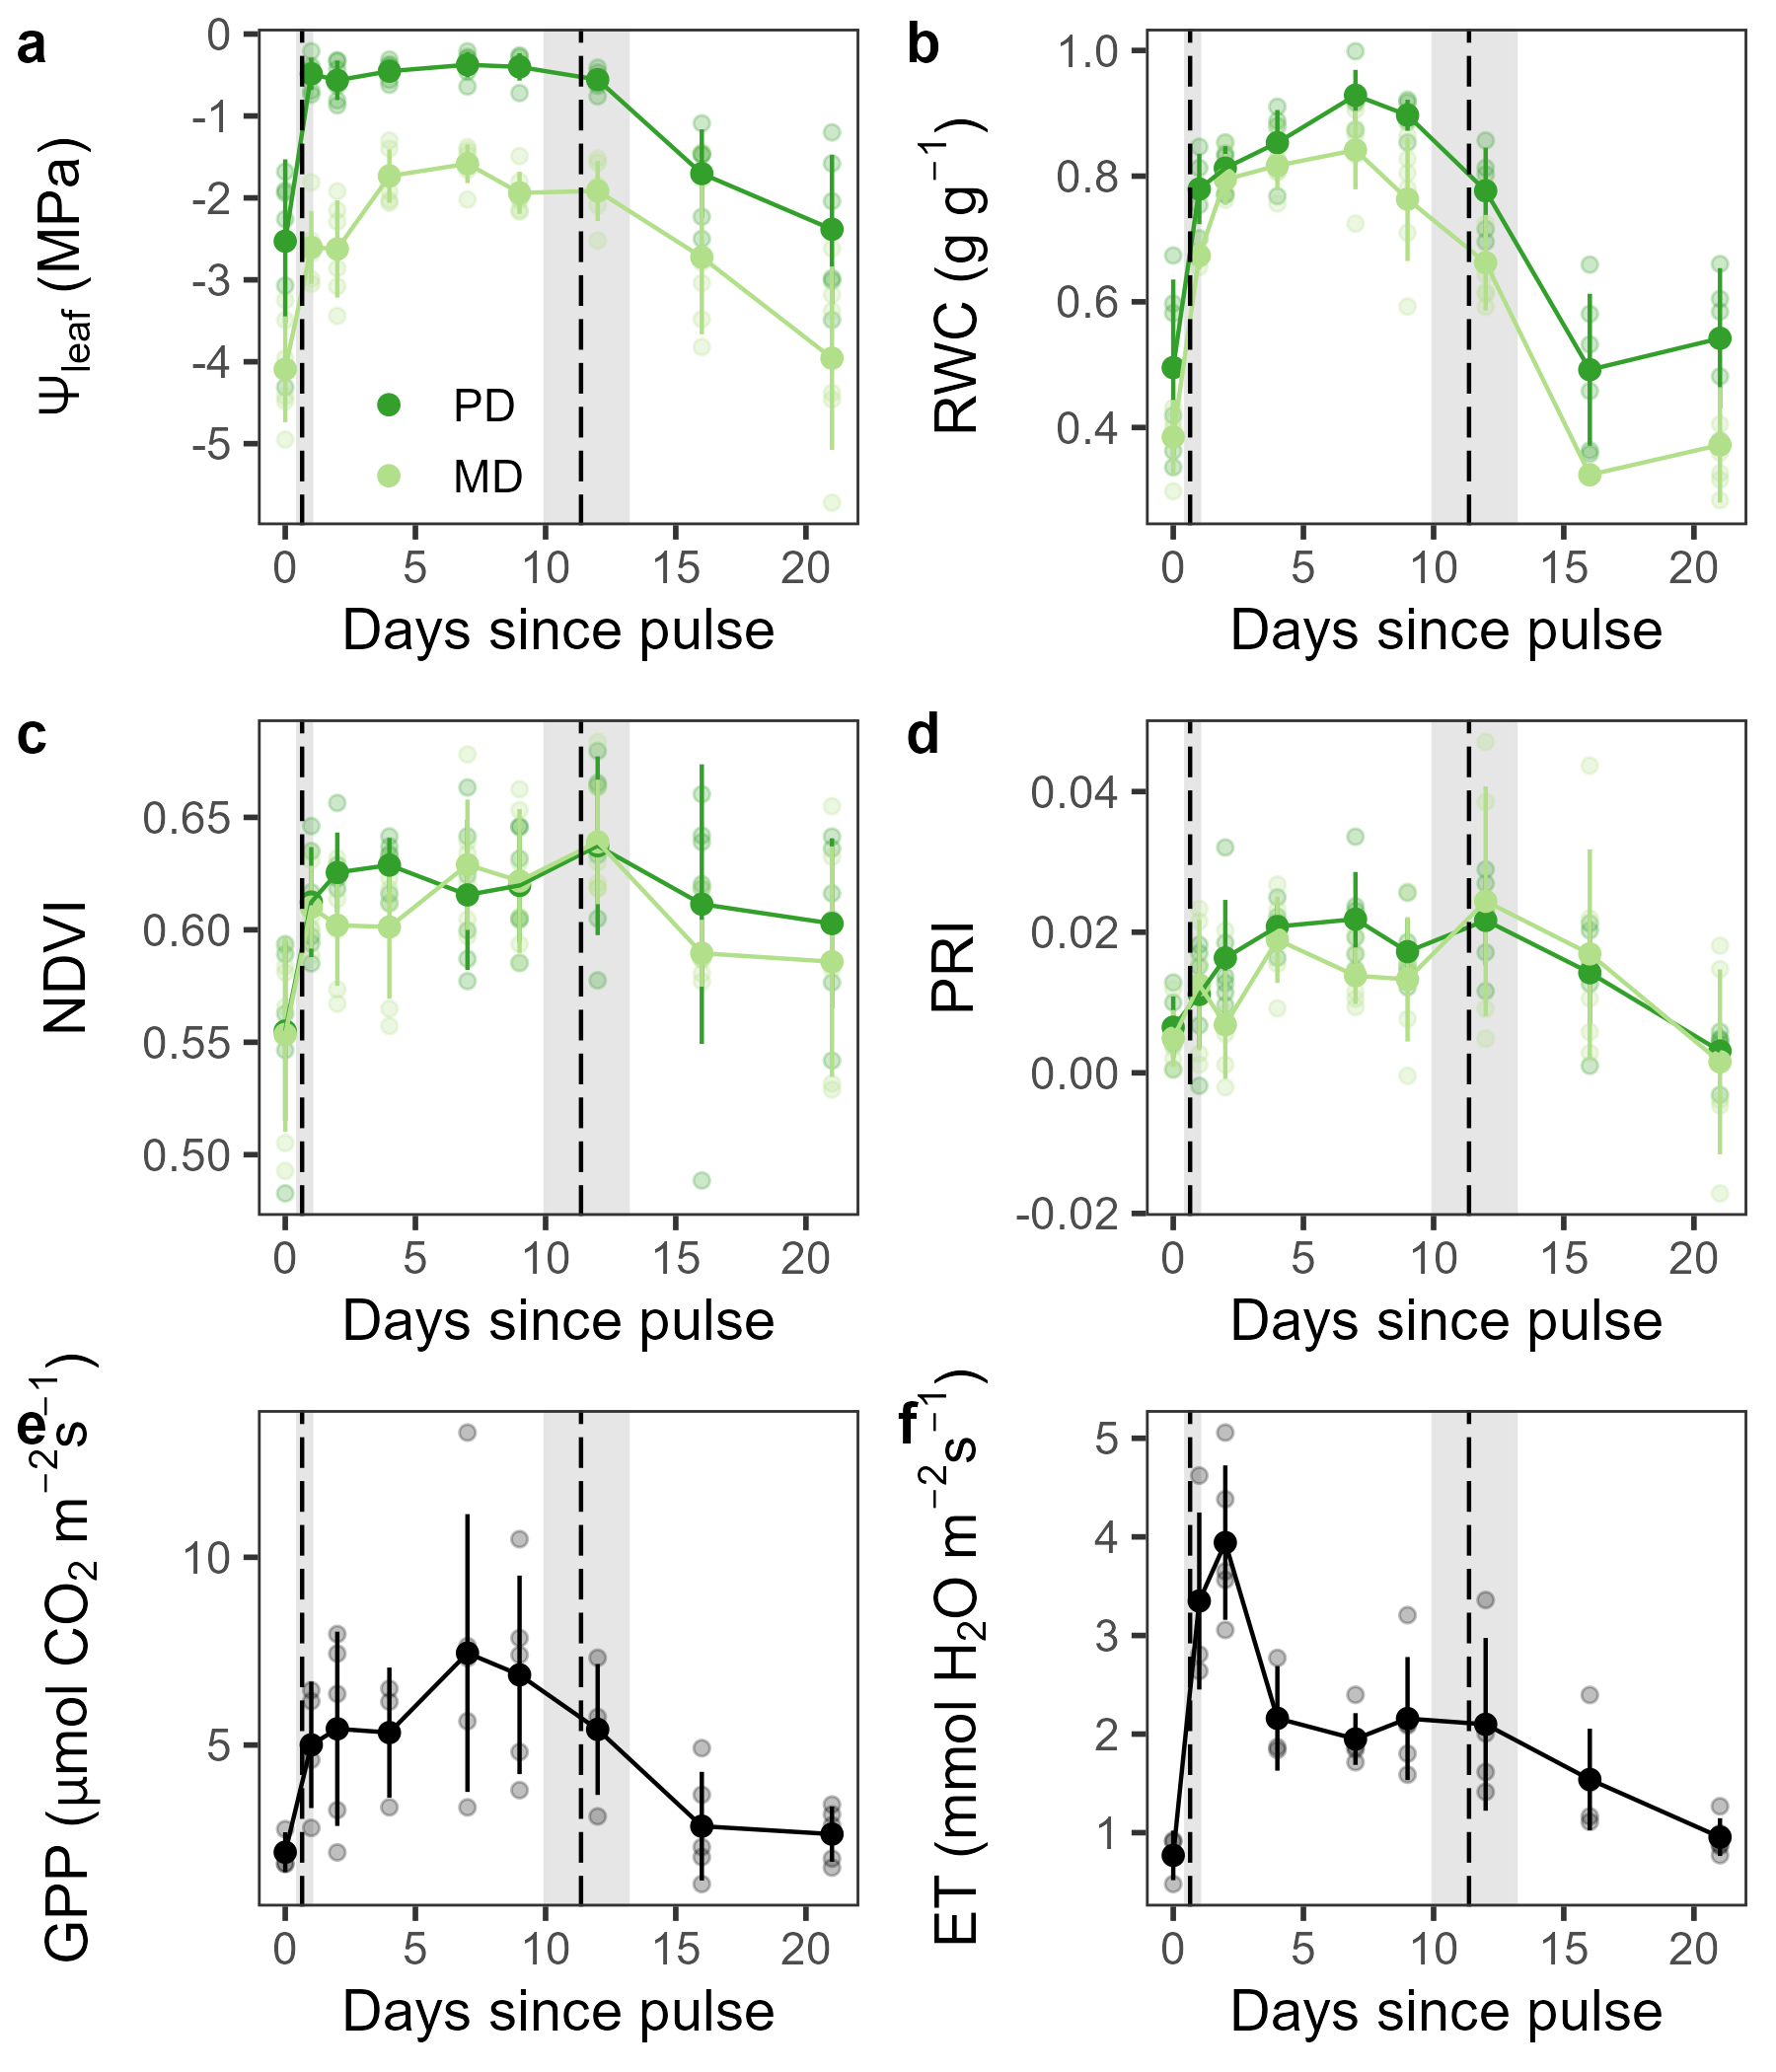 a
0
-1
-2
-3
-4
-5
Ψleaf (MPa)
PD
MD
0 5 10 15 20
Days since pulse
b
1.0
0.8
0.6
0.4
RWC (g g⁻¹)
0 5 10 15 20
Days since pulse
c
0.65
0.60
0.55
0.50
NDVI
0 5 10 15 20
Days since pulse
d
0.04
0.02
0.00
-0.02
PRI
0 5 10 15 20
Days since pulse
e
10
5
GPP (µmol CO₂ m⁻²s⁻¹)
0 5 10 15 20
Days since pulse
f
5
4
3
2
1
ET (mmol H₂O m⁻²s⁻¹)
0 5 10 15 20
Days since pulse